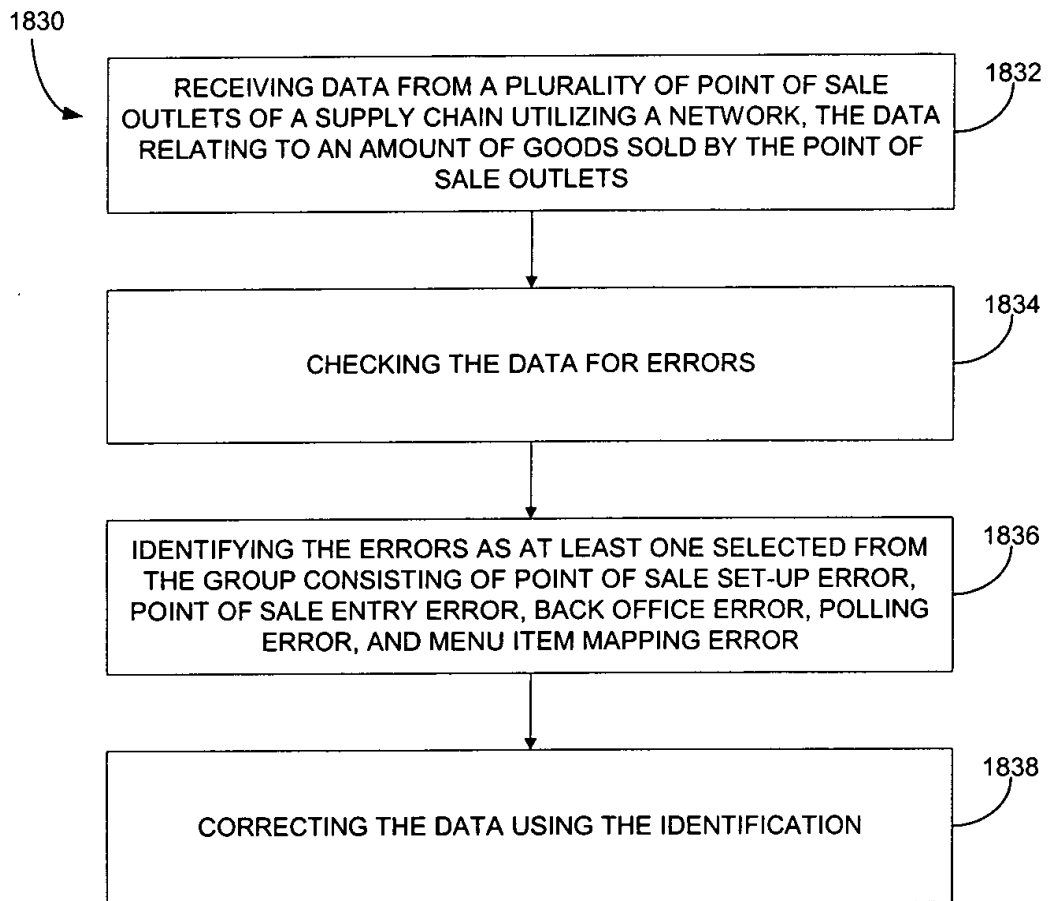 1830
RECEIVING DATA FROM A PLURALITY OF POINT OF SALE
OUTLETS OF A SUPPLY CHAIN UTILIZING A NETWORK, THE DATA
RELATING TO AN AMOUNT OF GOODS SOLD BY THE POINT OF
SALE OUTLETS
1832
CHECKING THE DATA FOR ERRORS
1834
IDENTIFYING THE ERRORS AS AT LEAST ONE SELECTED FROM
THE GROUP CONSISTING OF POINT OF SALE SET-UP ERROR,
POINT OF SALE ENTRY ERROR, BACK OFFICE ERROR, POLLING
ERROR, AND MENU ITEM MAPPING ERROR
1836
CORRECTING THE DATA USING THE IDENTIFICATION
1838